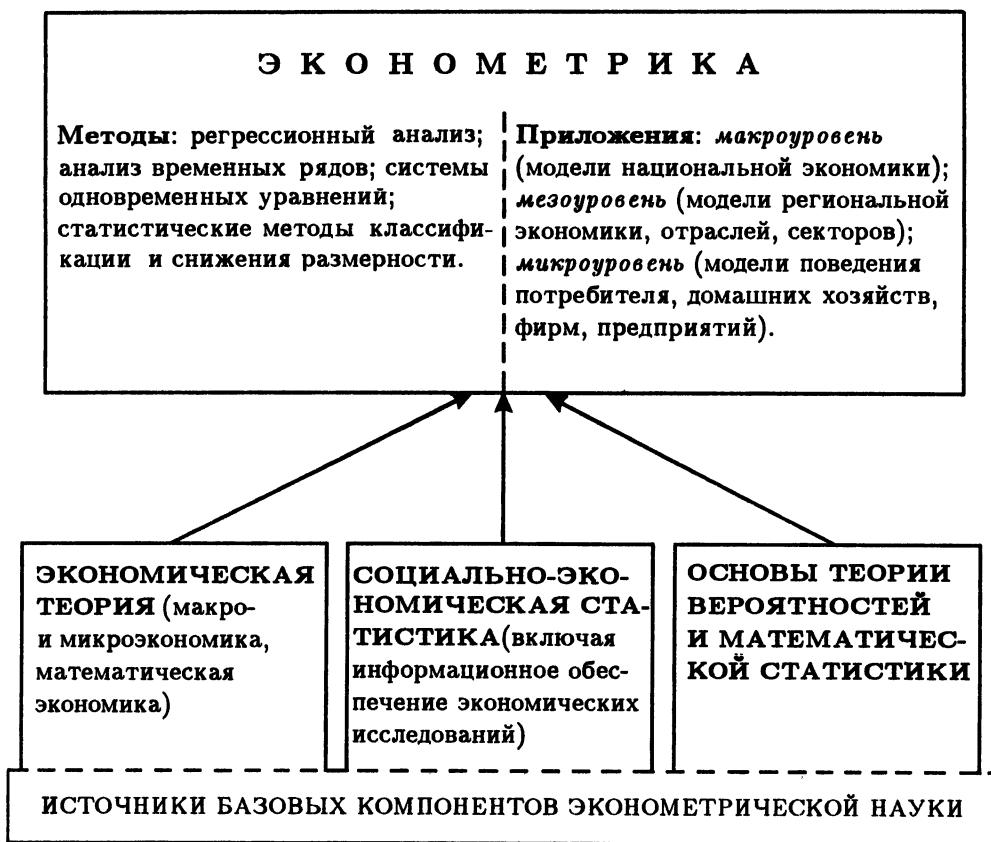 ЭКОНОМЕТРИКА
Методы: регрессионный анализ;
анализ временных рядов; системы
одновременных уравнений;
статистические методы классифи-
кации и снижения размерности.
Приложения: макроуровень
(модели национальной экономики);
мезоуровень (модели региональной
экономики, отраслей, секторов);
микроуровень (модели поведения
потребителя, домашних хозяйств,
фирм, предприятий).
ЭКОНОМИЧЕСКАЯ
ТЕОРИЯ (макро-
и микроэкономика,
математическая
экономика)
СОЦИАЛЬНО-ЭКО-
НОМИЧЕСКАЯ СТА-
ТИСТИКА(включая
информационное обес-
печение экономических
исследований)
ОСНОВЫ ТЕОРИИ
ВЕРОЯТНОСТЕЙ
И МАТЕМАТИЧЕС-
КОЙ СТАТИСТИКИ
ИСТОЧНИКИ БАЗОВЫХ КОМПОНЕНТОВ ЭКОНОМЕТРИЧЕСКОЙ НАУКИ